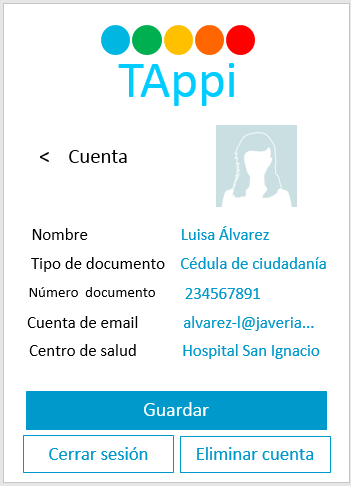 TAppi
< Cuenta
Nombre Luisa Álvarez
Tipo de documento Cédula de ciudadanía
Número documento 234567891
Cuenta de email alvarez-l@javeria...
Centro de salud Hospital San Ignacio
Guardar
Cerrar sesión Eliminar cuenta